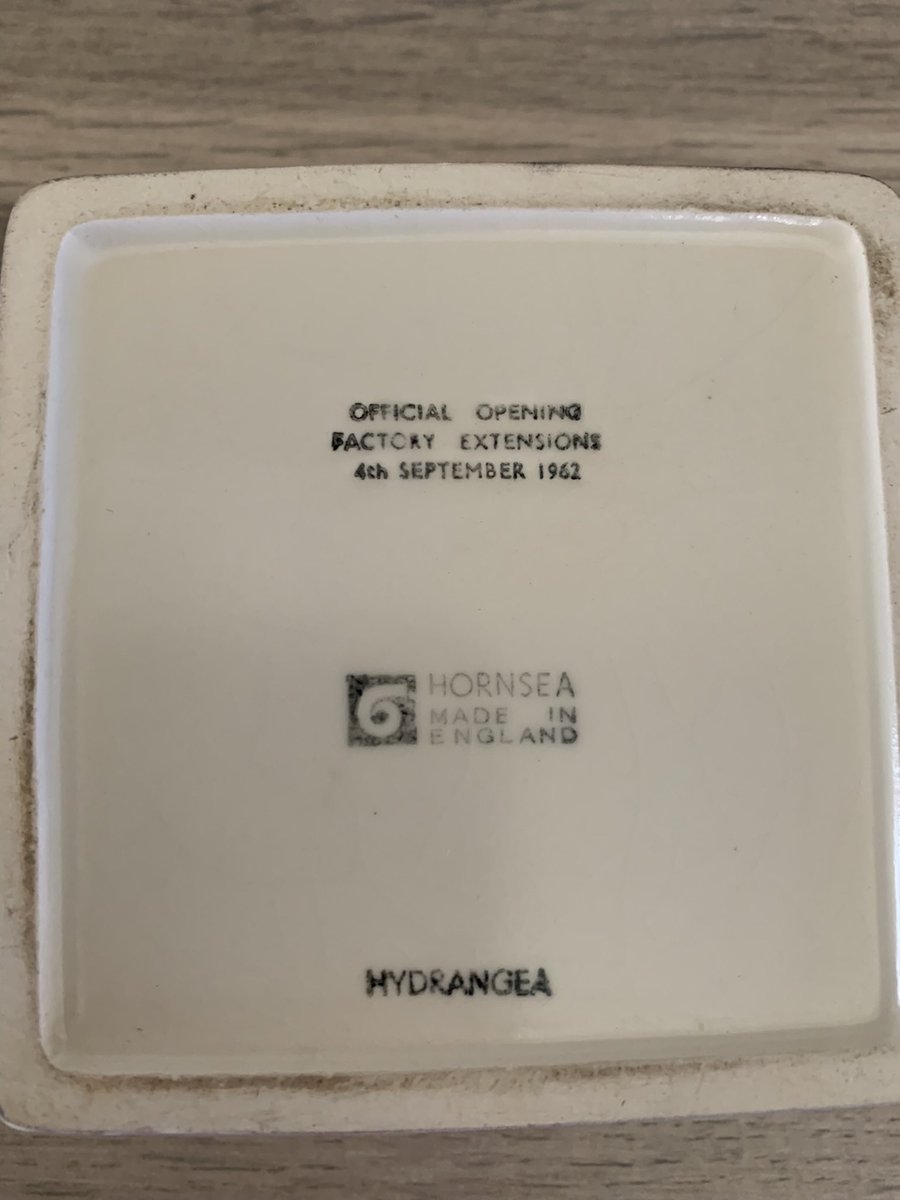 OFFICIAL OPENING
FACTORY EXTENSIONS
4th SEPTEMBER 1962
HORNSEA
MADE IN
ENGLAND
HYDRANGEA